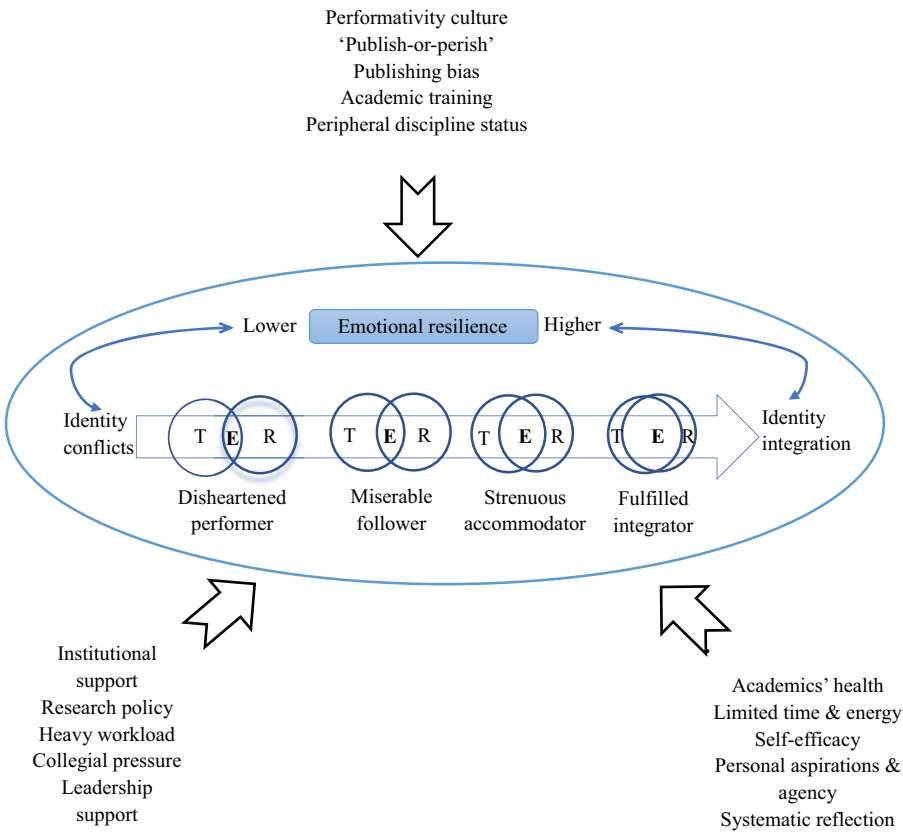 Performativity culture
‘Publish-or-perish’
Publishing bias
Academic training
Peripheral discipline status
Lower
Emotional resilience
Higher
Identity
conflicts
T E R
T E R
T E R
T E R
Identity
integration
Disheartened
performer
Miserable
follower
Strenuous
accommodator
Fulfilled
integrator
Institutional
support
Research policy
Heavy workload
Collegial pressure
Leadership
support
Academics’ health
Limited time & energy
Self-efficacy
Personal aspirations &
agency
Systematic reflection